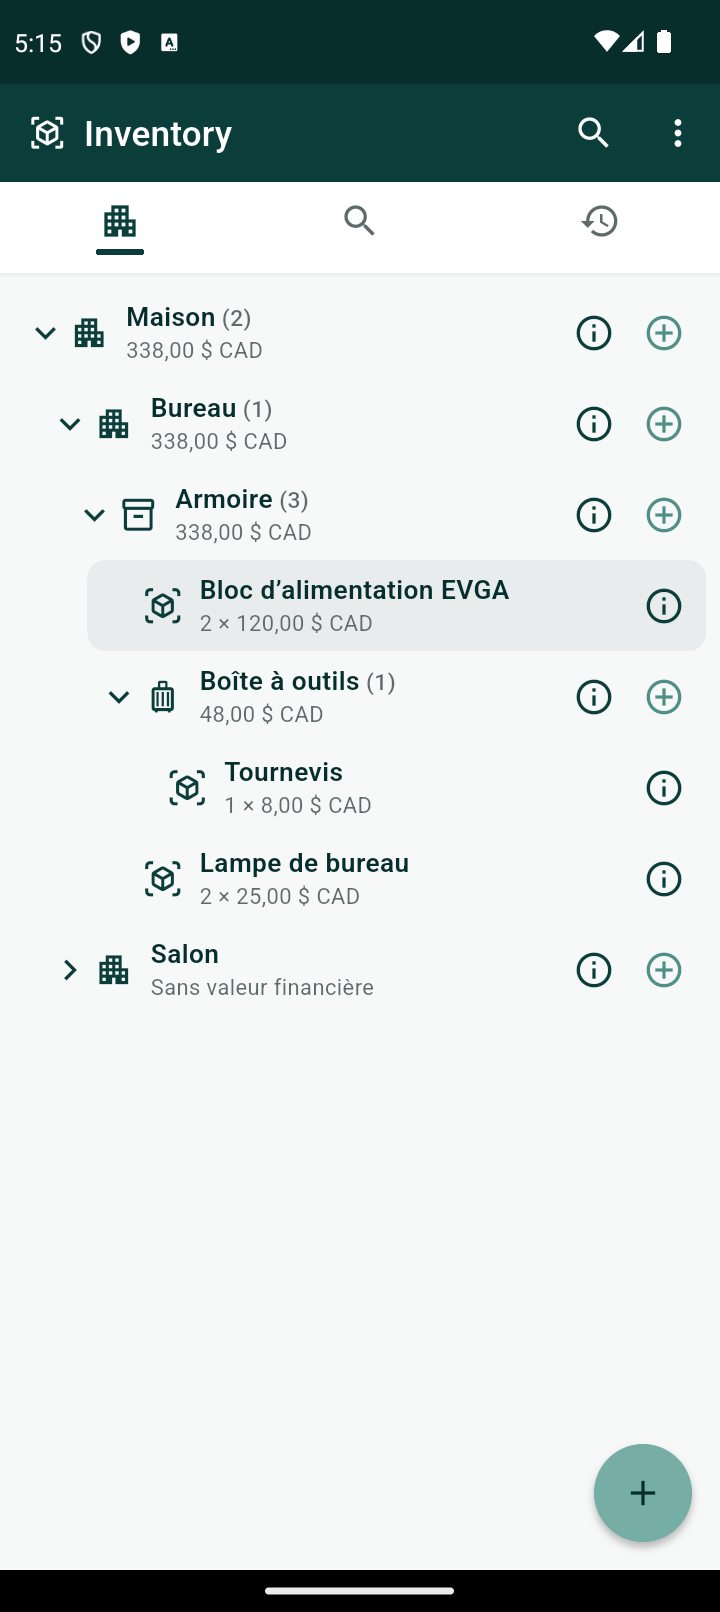 5:15
Inventory
Maison (2)
338,00 $ CAD
Bureau (1)
338,00 $ CAD
Armoire (3)
338,00 $ CAD
Bloc d’alimentation EVGA
2 × 120,00 $ CAD
Boîte à outils (1)
48,00 $ CAD
Tournevis
1 × 8,00 $ CAD
Lampe de bureau
2 × 25,00 $ CAD
Salon
Sans valeur financière